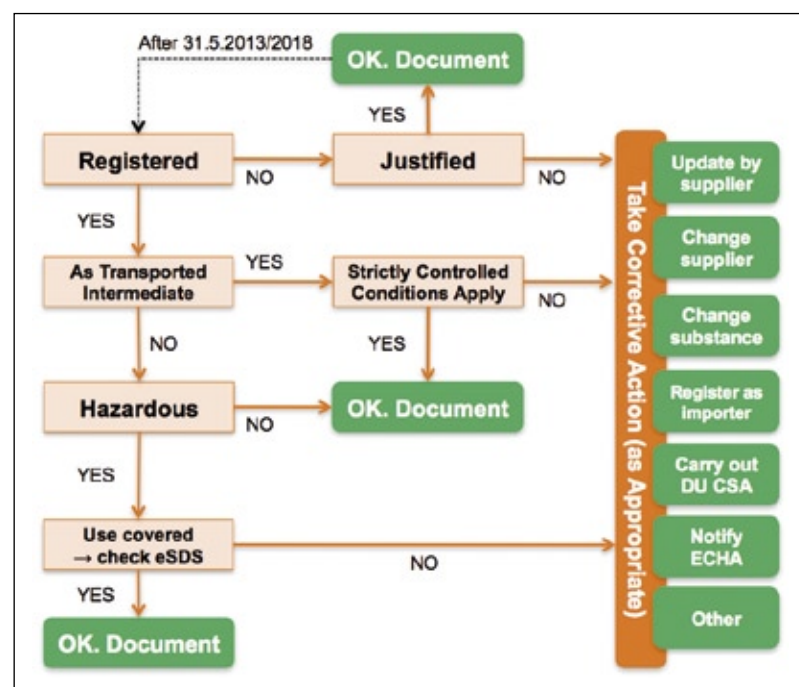 After 31.5.2013/2018
OK. Document
YES
Registered
NO
Justified
NO
YES
As Transported
Intermediate
YES
Strictly Controlled
Conditions Apply
NO
NO
YES
Hazardous
NO
OK. Document
YES
Use covered
→ check eSDS
NO
YES
OK. Document
Take Corrective Action (as Appropriate)
Update by
supplier
Change
supplier
Change
substance
Register as
importer
Carry out
DU CSA
Notify
ECHA
Other